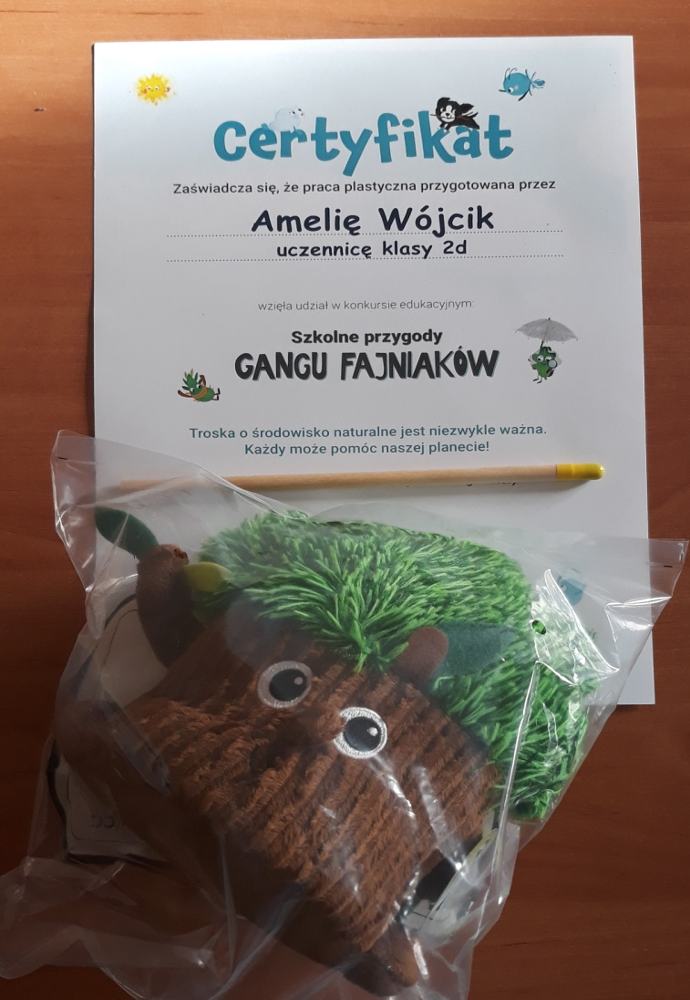 Certyfikat
Zaświadcza się, że praca plastyczna przygotowana przez
Amelię Wójcik
uczennicę klasy 2d
wzięła udział w konkursie edukacyjnym:
Szkolne przygody
GANGU FAJNIAKÓW
Troska o środowisko naturalne jest niezwykle ważna.
Każdy może pomóc naszej planecie!